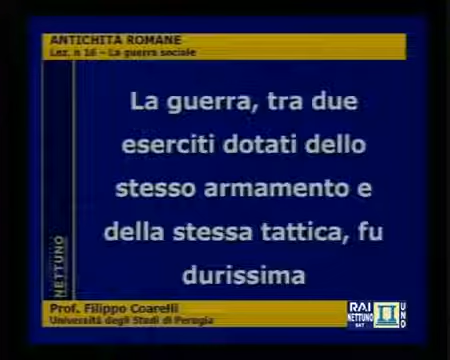 ANTICHITÀ ROMANE
Lez. n 16 - La guerra sociale
La guerra, tra due
eserciti dotati dello
stesso armamento e
della stessa tattica, fu
durissima
NETTUNO
Prof. Filippo Coarelli
Università degli Studi di Perugia
RAI
NETTUNO
SAT
UNO